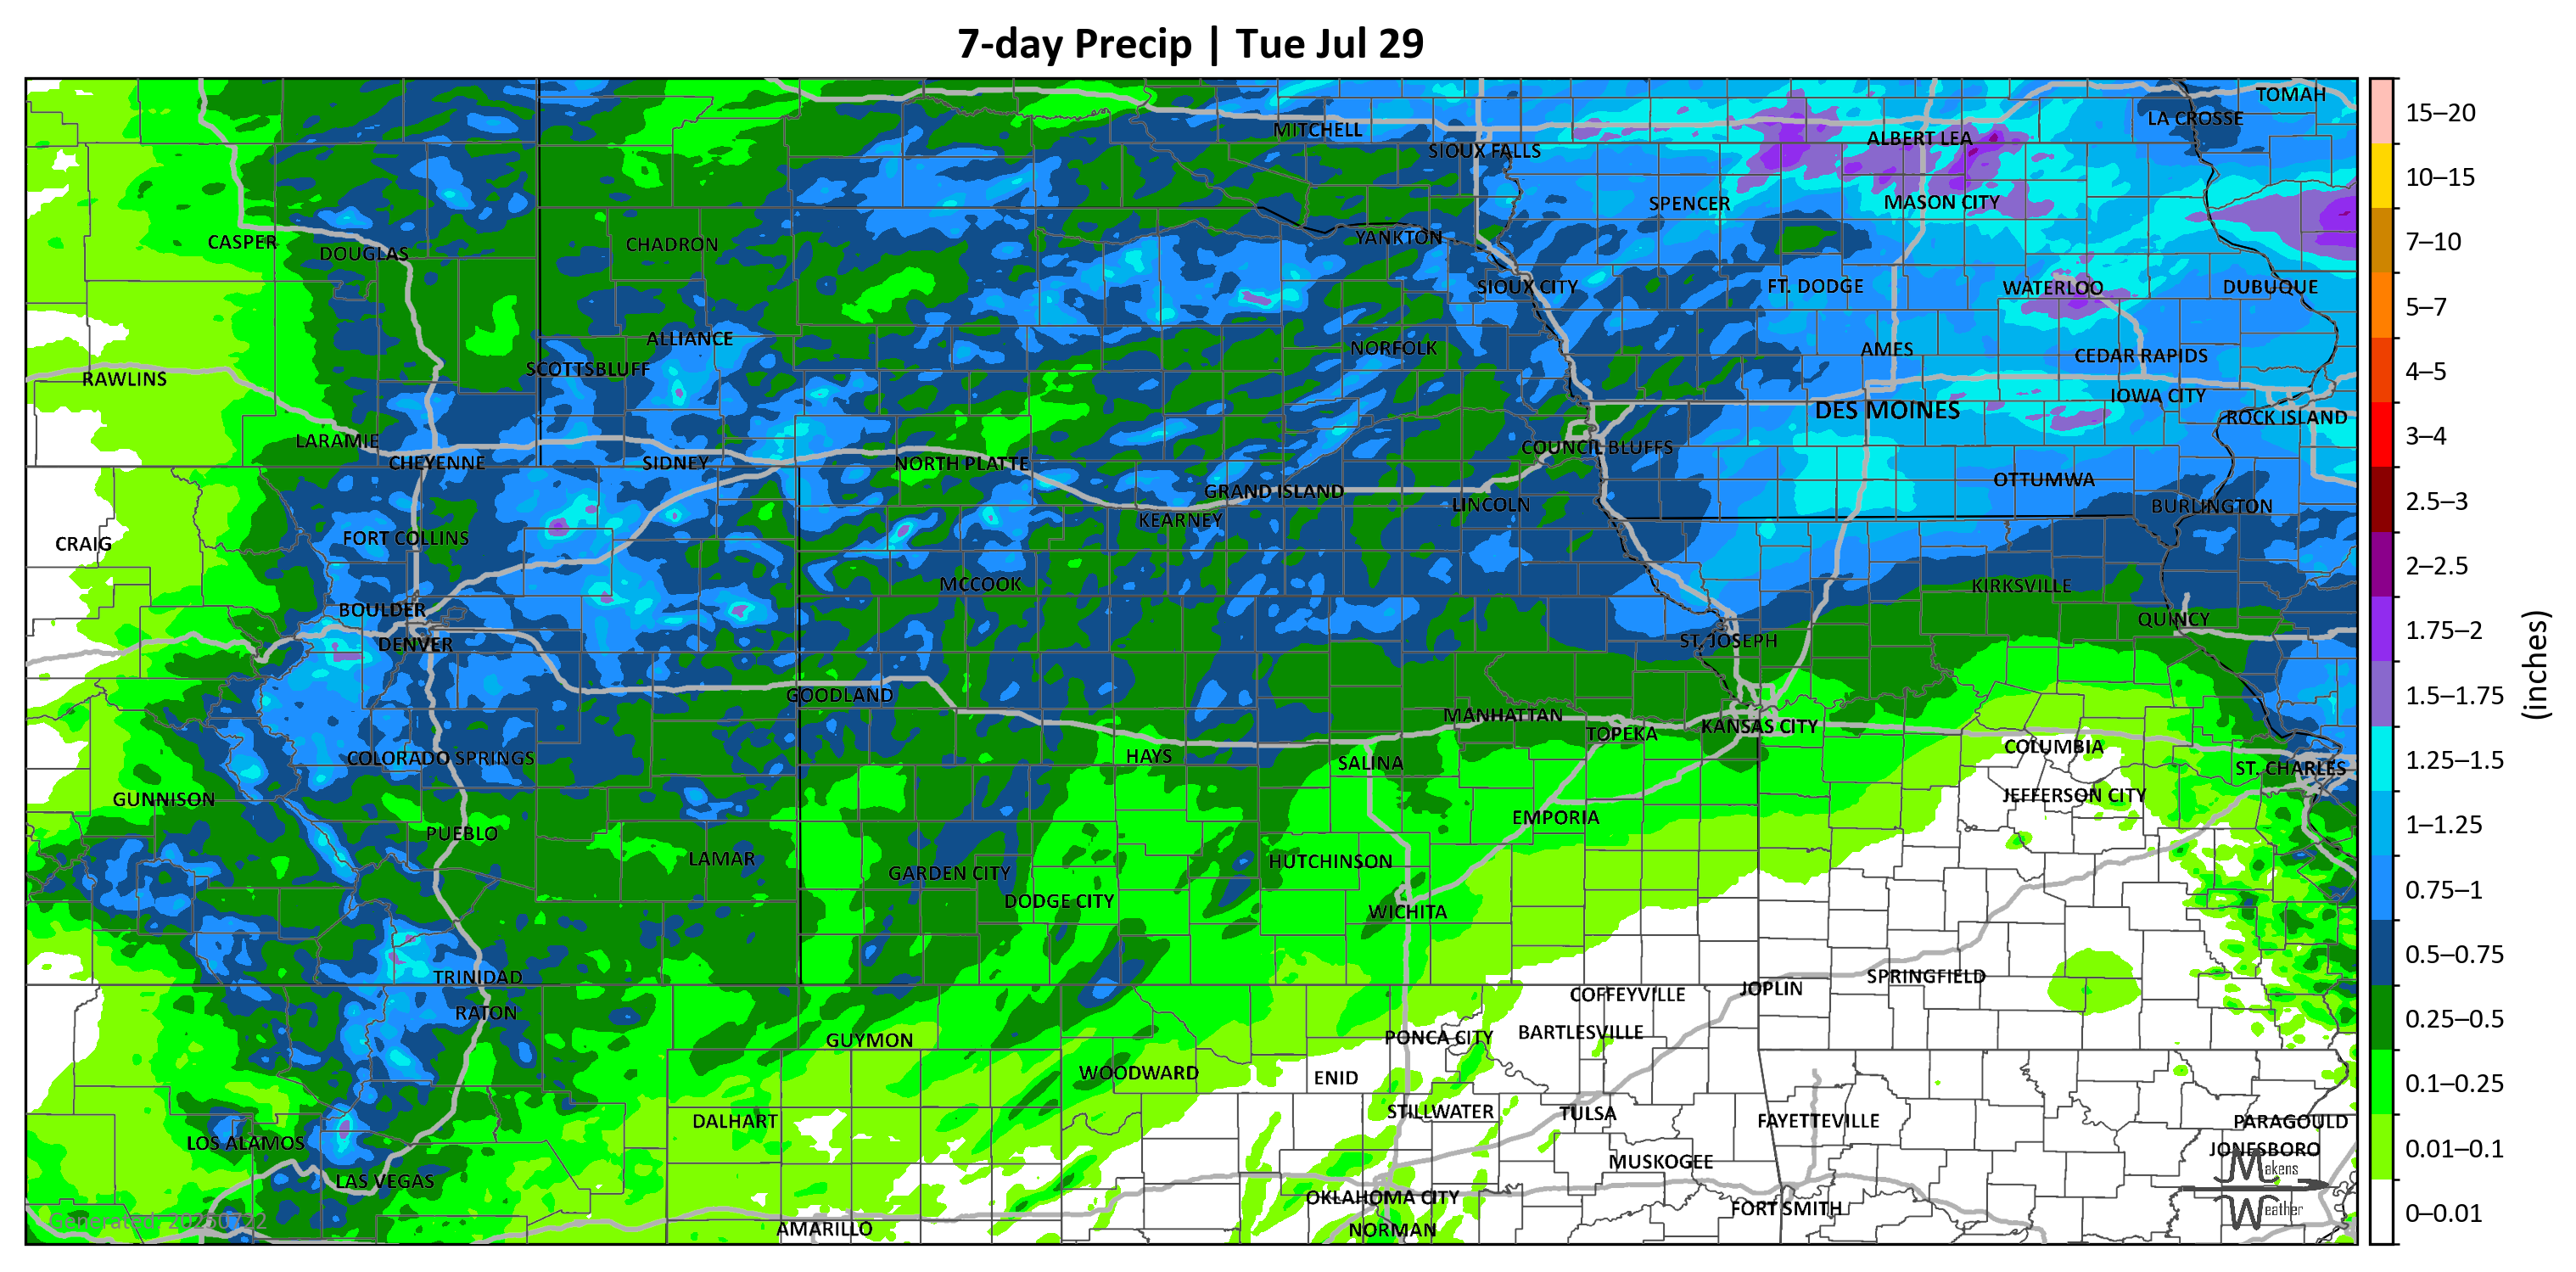 7-day Precip | Tue Jul 29
TOMAH
LA CROSSE
MITCHELL
ALBERT LEA
SIOUX FALLS
SPENCER
MASON CITY
CASPER
DOUGLAS
CHADRON
YANKTON
SIOUX CITY
FT. DODGE
WATERLOO
DUBUQUE
ALLIANCE
NORFOLK
AMES
CEDAR RAPIDS
SCOTTSBLUFF
RAWLINS
IOWA CITY
DES MOINES
ROCK ISLAND
LARAMIE
COUNCIL BLUFFS
CHEYENNE
SIDNEY
NORTH PLATTE
OTTUMWA
GRAND ISLAND
LINCOLN
BURLINGTON
KEARNEY
CRAIG
FORT COLLINS
MCCOOK
KIRKSVILLE
BOULDER
QUINCY
DENVER
ST. JOSEPH
GOODLAND
MANHATTAN
TOPEKA
KANSAS CITY
COLUMBIA
HAYS
COLORADO SPRINGS
SALINA
ST. CHARLES
GUNNISON
JEFFERSON CITY
EMPORIA
PUEBLO
LAMAR
HUTCHINSON
GARDEN CITY
DODGE CITY
WICHITA
TRINIDAD
SPRINGFIELD
JOPLIN
COFFEYVILLE
RATON
BARTLESVILLE
PONCA CITY
GUYMON
WOODWARD
ENID
STILLWATER
TULSA
DALHART
FAYETTEVILLE
PARAGOULD
LOS ALAMOS
JONESBORO
MUSKOGEE
LAS VEGAS
OKLAHOMA CITY
FORT SMITH
AMARILLO
NORMAN
Generated: 20250722
Makens
Weather
15–20
10–15
7–10
5–7
4–5
3–4
2.5–3
2–2.5
1.75–2
1.5–1.75
1.25–1.5
1–1.25
0.75–1
0.5–0.75
0.25–0.5
0.1–0.25
0.01–0.1
0–0.01
(inches)